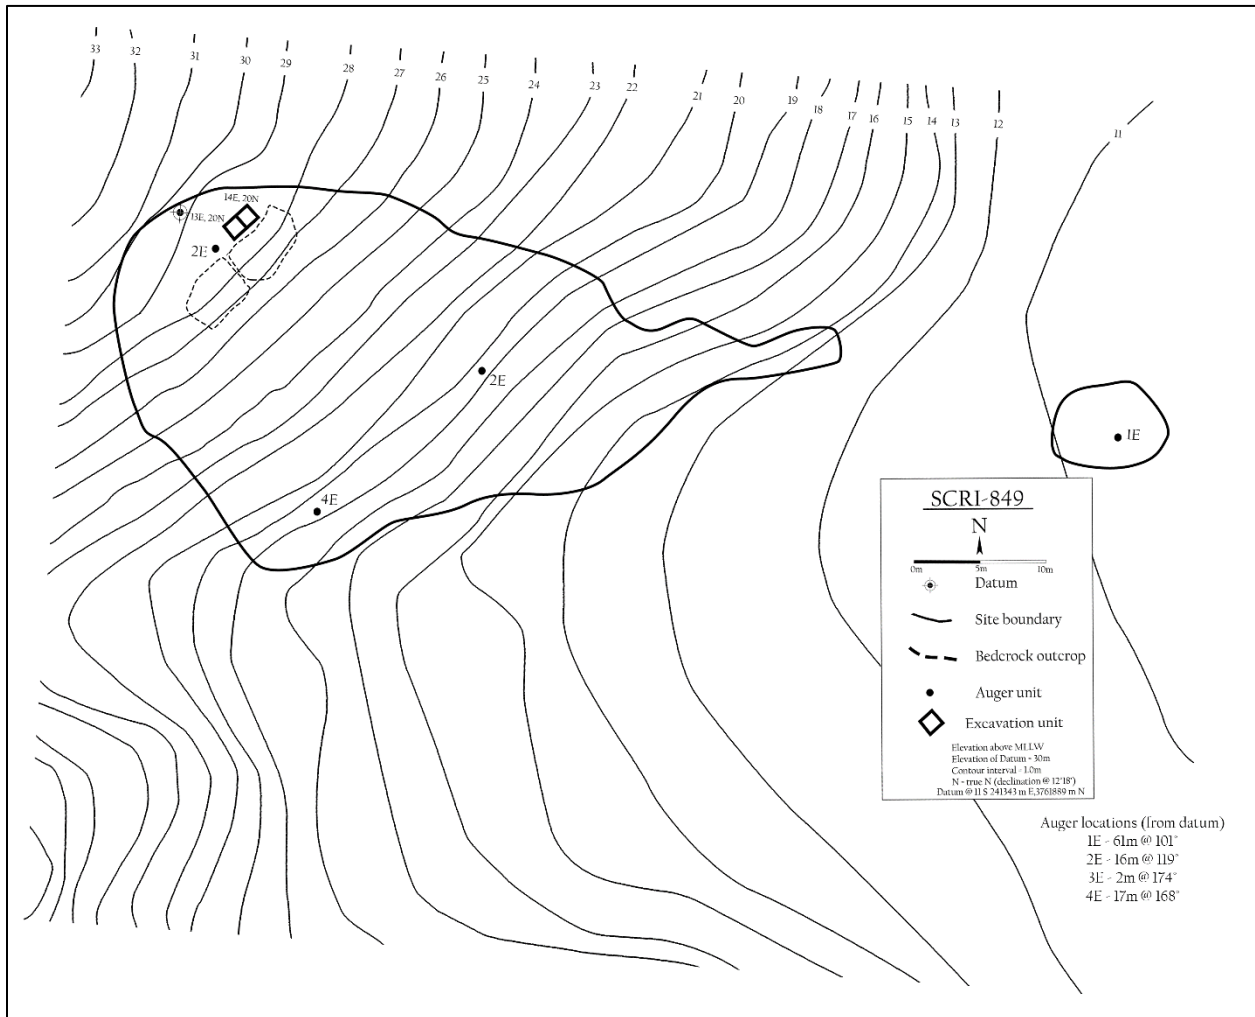 33
32
31
30
29
28
27
26
25
24
23
22
21
20
19
18
17
16
15
14
13
12
11
14E, 20N
13E, 20N
2E
2E
4E
1E
SCRI-849
N
0m 5m 10m
Datum
Site boundary
Bedcrock outcrop
Auger unit
Excavation unit
Elevation above MLLW
Elevation of Datum - 30m
Contour interval - 1.0m
N - true N (declination @ 12°18')
Datum @ 11 S 241343 m E,3761889 m N
Auger locations (from datum)
1E - 61m @ 101°
2E - 16m @ 119°
3E - 2m @ 174°
4E - 17m @ 168°